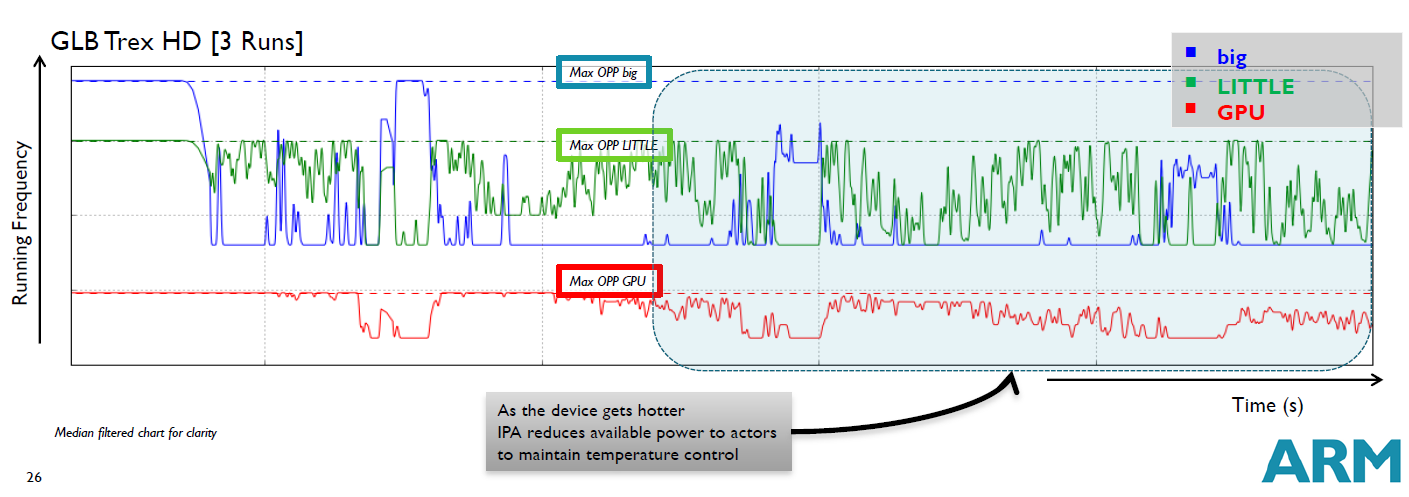 GLB Trex HD [3 Runs]
Max OPP big
big
LITTLE
GPU
Max OPP LITTLE
Running Frequency
Max OPP GPU
As the device gets hotter
IPA reduces available power to actors
to maintain temperature control
Time (s)
Median filtered chart for clarity
ARM
26